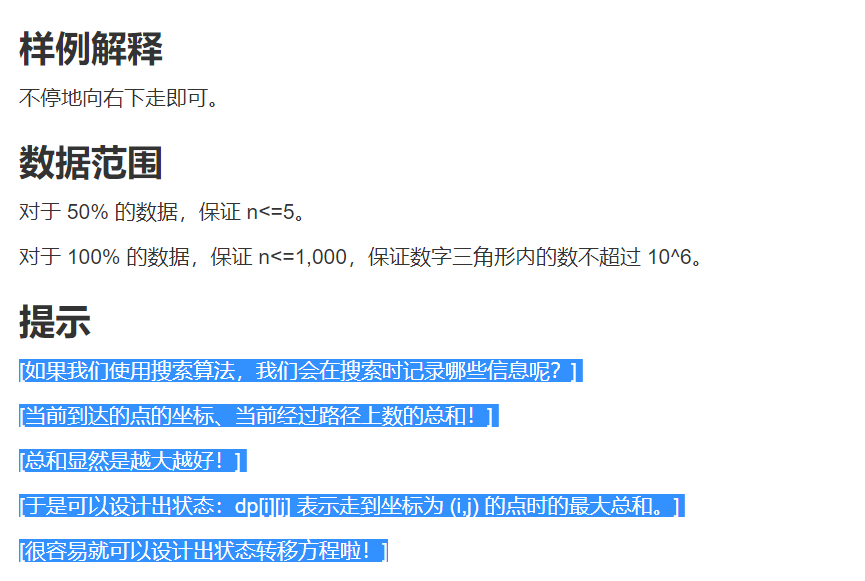 样例解释
不停地向右下走即可。
数据范围
对于 50% 的数据，保证 n<=5。
对于 100% 的数据，保证 n<=1,000，保证数字三角形内的数不超过 10^6。
提示
[如果我们使用搜索算法，我们会在搜索时记录哪些信息呢？]
[当前到达的点的坐标、当前经过路径上数的总和！]
[总和显然是越大越好！]
[于是可以设计出状态：dp[i][j] 表示走到坐标为 (i,j) 的点时的最大总和。]
[很容易就可以设计出状态转移方程啦！]